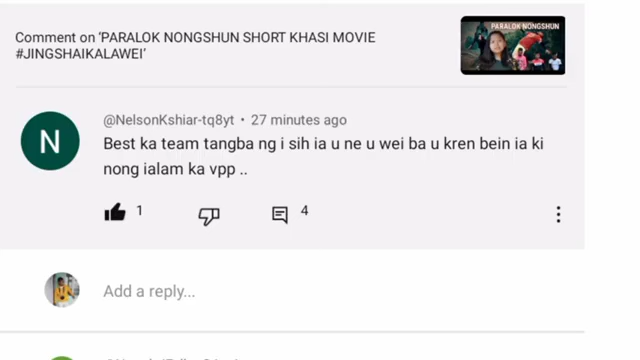 Comment on 'PARALOK NONGSHUN SHORT KHASI MOVIE
#JINGSHAIKALAWEI'
PARALOK NONGSHUN
@NelsonKshiar-tq8yt • 27 minutes ago
N
Best ka team tangba ng i sih ia u ne u wei ba u kren bein ia ki
nong ialam ka vpp ..
1
4
Add a reply...